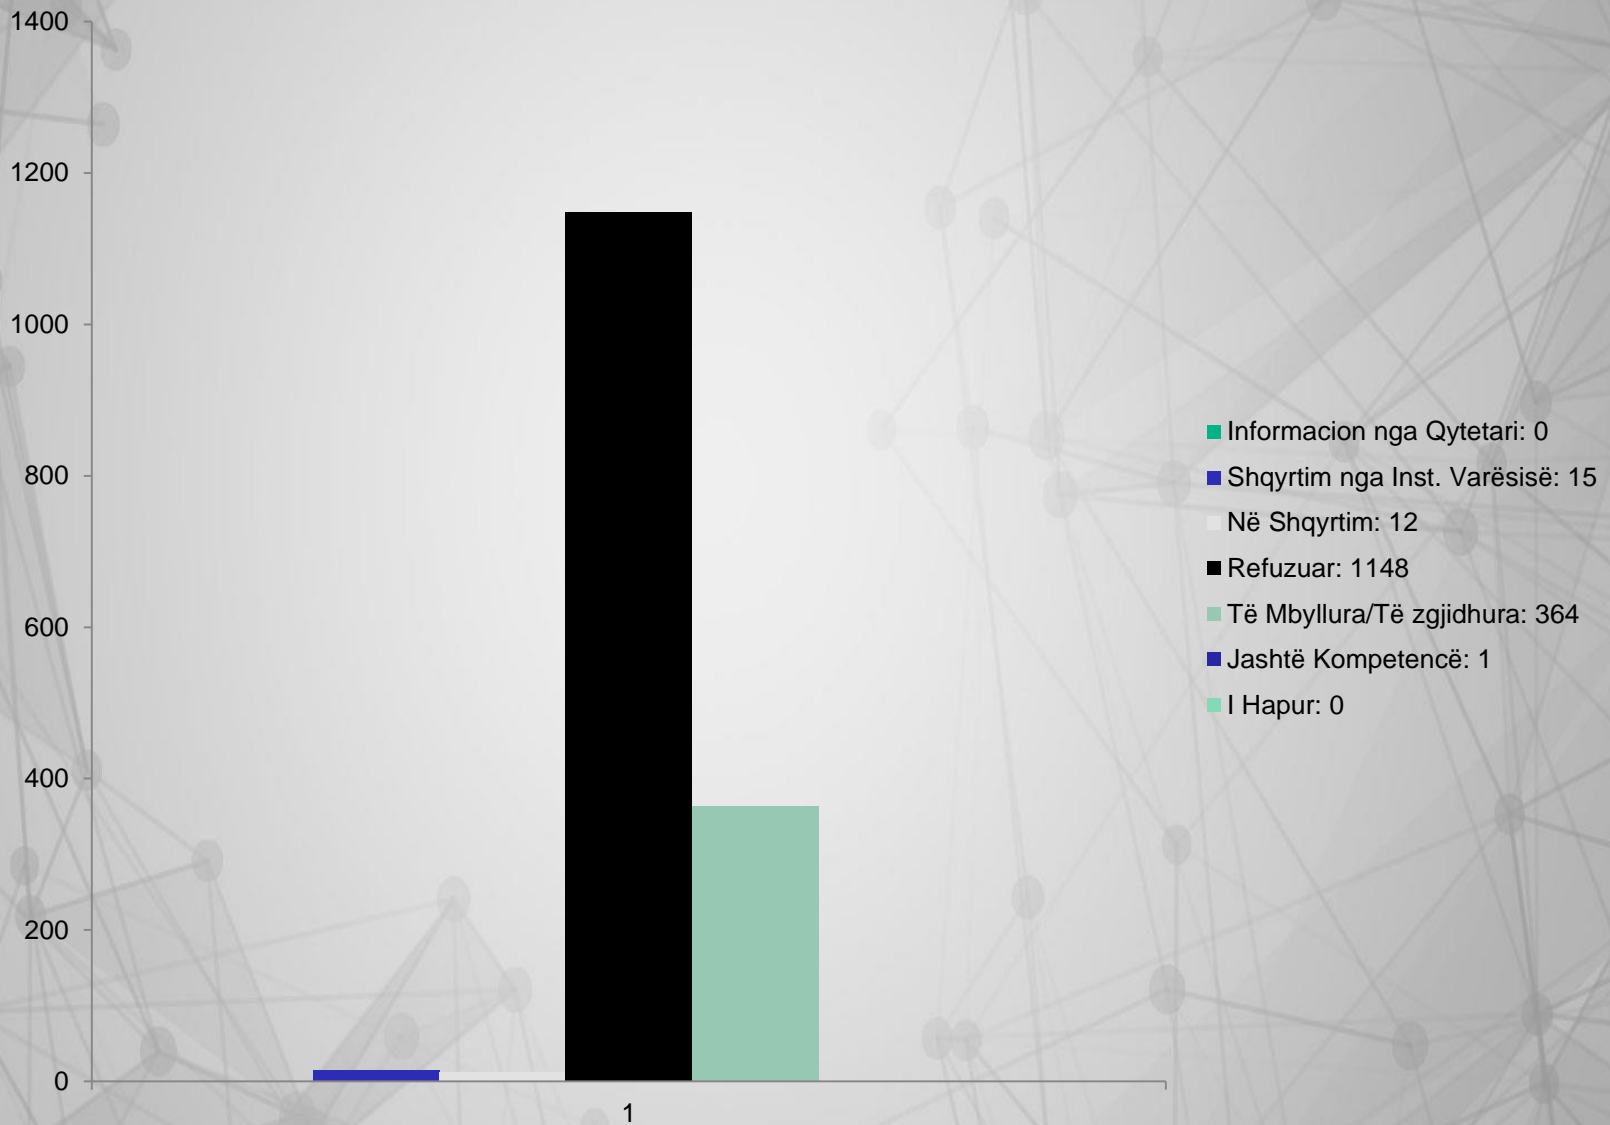 1400
1200
1000
800
600
400
200
0
1
Informacion nga Qytetari: 0
Shqyrtim nga Inst. Varësisë: 15
Në Shqyrtim: 12
Refuzuar: 1148
Të Mbyllura/Të zgjidhura: 364
Jashtë Kompetencë: 1
I Hapur: 0